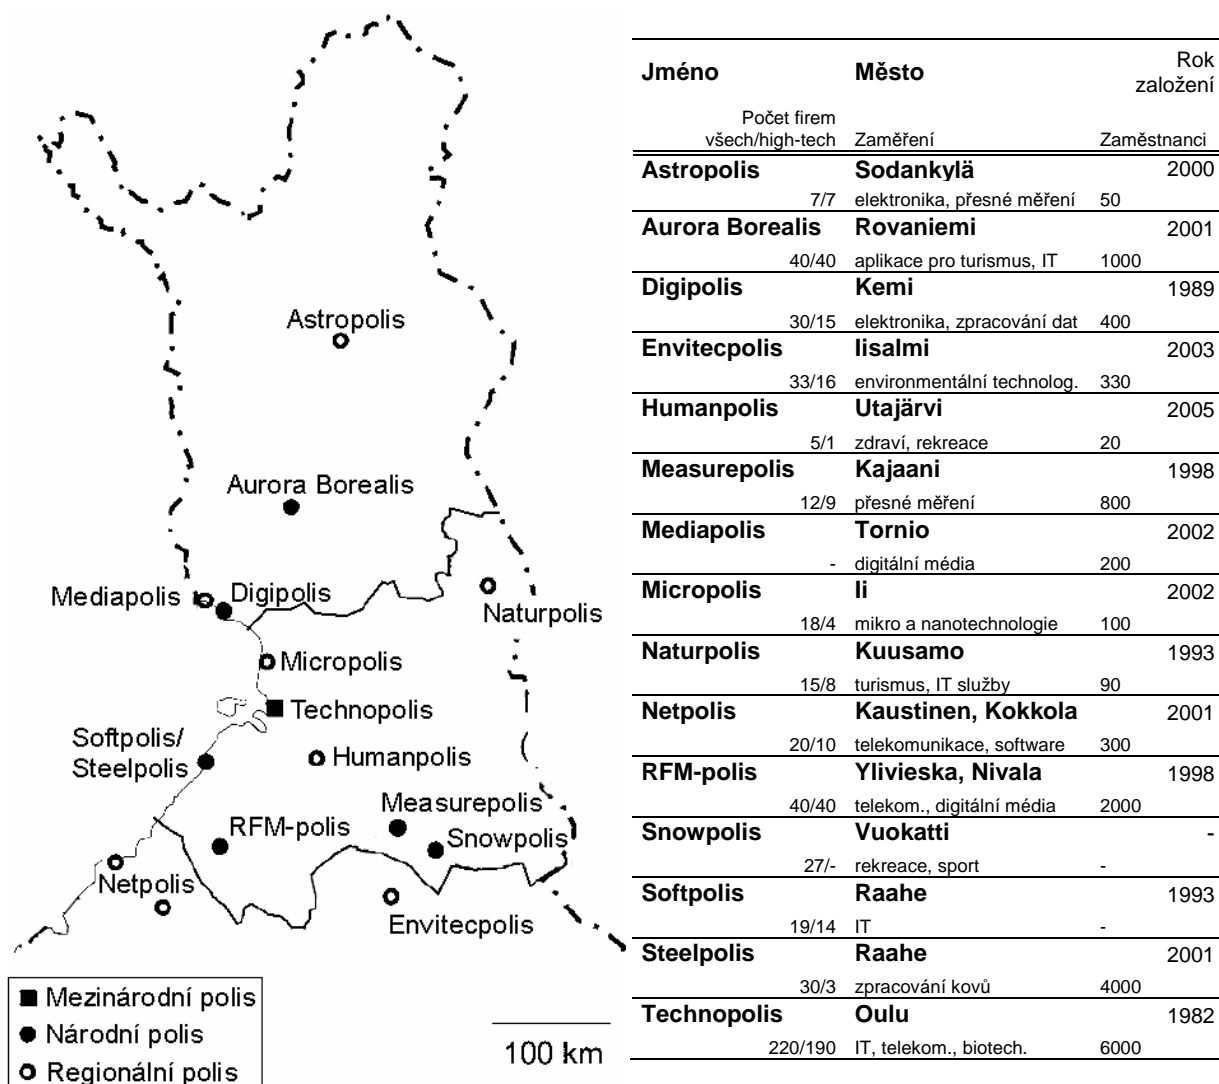 Astropolis
Aurora Borealis
Mediapolis
Digipolis
Naturpolis
Micropolis
Technopolis
Softpolis/
Steelpolis
Humanpolis
Measurepolis
RFM-polis
Snowpolis
Netpolis
Envitecpolis
Mezinárodní polis
Národní polis
Regionální polis
100 km
Jméno Město Rok
založení
Počet firem
všech/high-tech Zaměření Zaměstnanci
Astropolis Sodankylä 2000
7/7 elektronika, přesné měření 50
Aurora Borealis Rovaniemi 2001
40/40 aplikace pro turismus, IT 1000
Digipolis Kemi 1989
30/15 elektronika, zpracování dat 400
Envitecpolis Iisalmi 2003
33/16 environmentální technolog. 330
Humanpolis Utajärvi 2005
5/1 zdraví, rekreace 20
Measurepolis Kajaani 1998
12/9 přesné měření 800
Mediapolis Tornio 2002
- digitální média 200
Micropolis Ii 2002
18/4 mikro a nanotechnologie 100
Naturpolis Kuusamo 1993
15/8 turismus, IT služby 90
Netpolis Kaustinen, Kokkola 2001
20/10 telekomunikace, software 300
RFM-polis Ylivieska, Nivala 1998
40/40 telekom., digitální média 2000
Snowpolis Vuokatti -
27/- rekreace, sport -
Softpolis Raahe 1993
19/14 IT -
Steelpolis Raahe 2001
30/3 zpracování kovů 4000
Technopolis Oulu 1982
220/190 IT, telekom., biotech. 6000